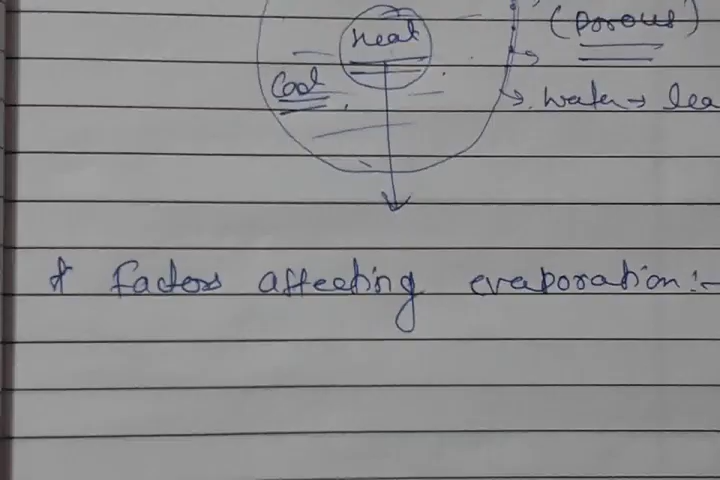 (Porous)
Heat
Cool
water → lea
* Factors affecting evaporation :-